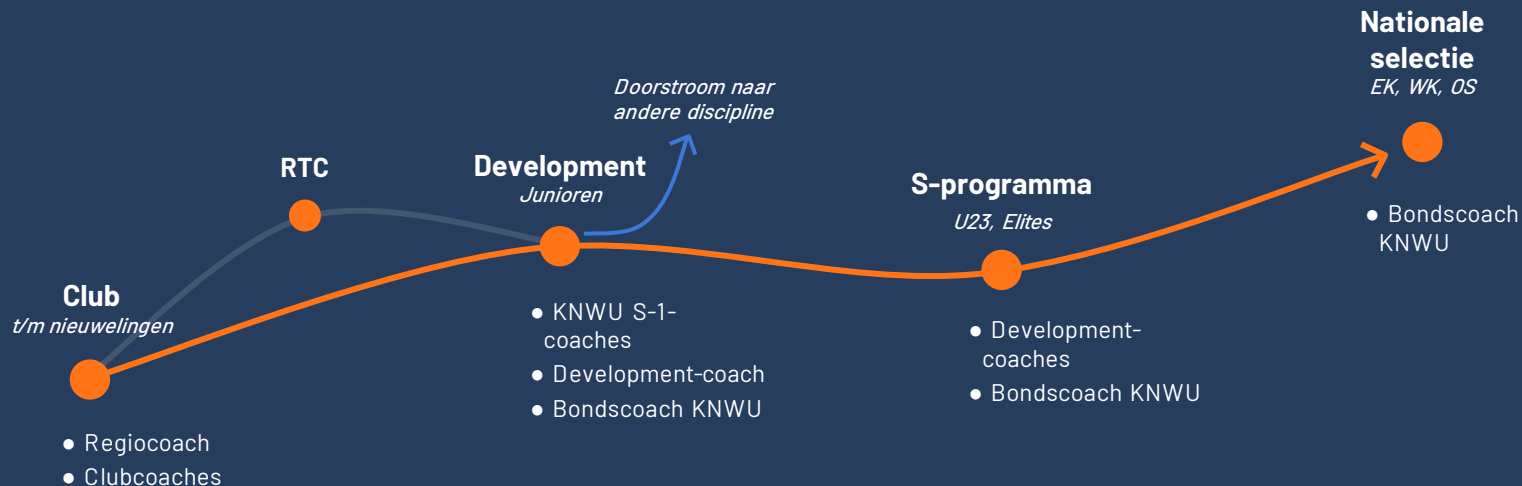 Club
t/m nieuwelingen
● Regiocoach
● Clubcoaches
RTC
Development
Junioren
● KNWU S-1-
coaches
● Development-coach
● Bondscoach KNWU
Doorstroom naar
andere discipline
S-programma
U23, Elites
● Development-
coaches
● Bondscoach KNWU
Nationale
selectie
EK, WK, OS
● Bondscoach
KNWU